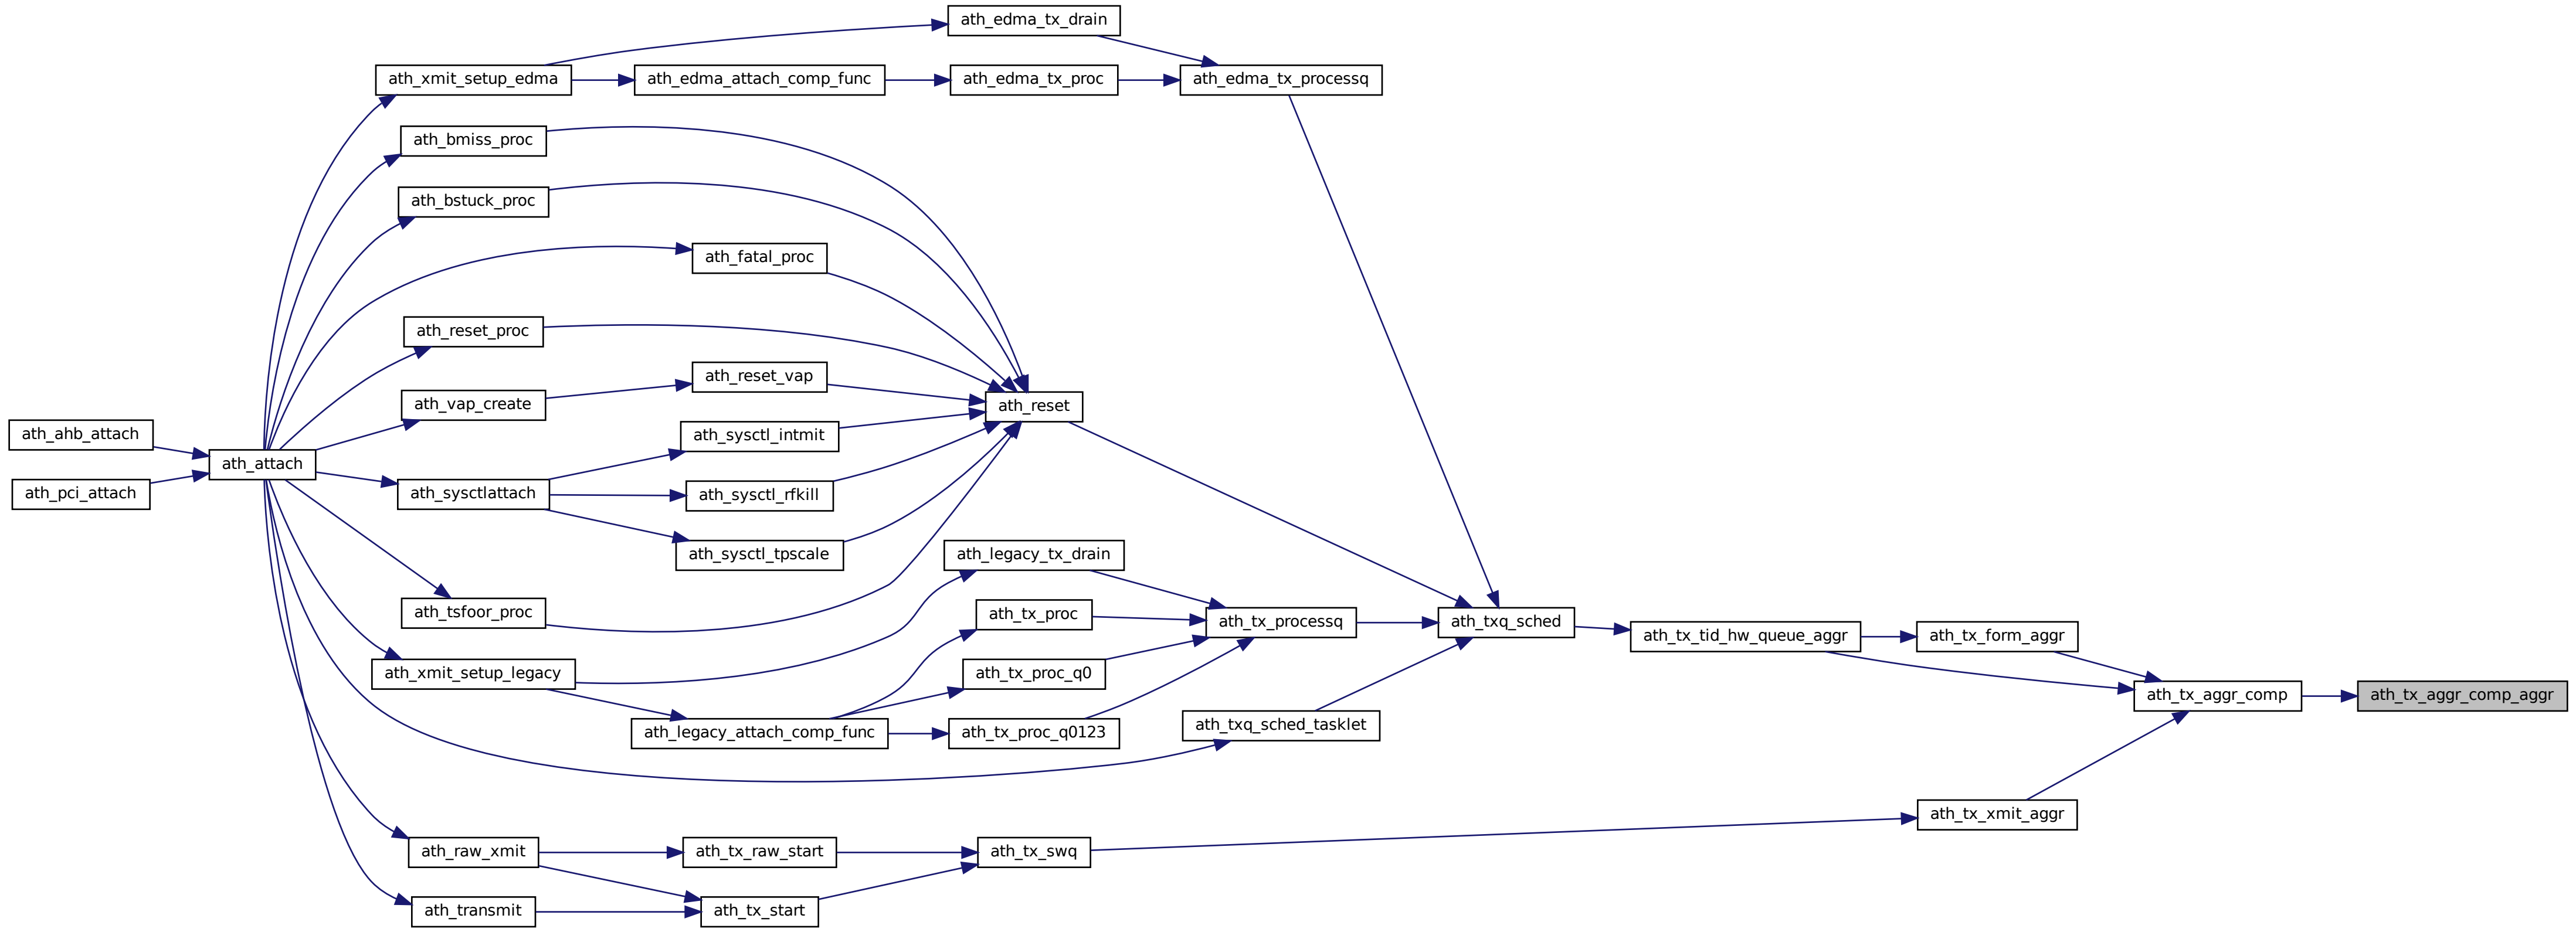 ath_edma_tx_drain
ath_xmit_setup_edma
ath_edma_attach_comp_func
ath_edma_tx_proc
ath_edma_tx_processq
ath_bmiss_proc
ath_bstuck_proc
ath_fatal_proc
ath_reset_proc
ath_reset_vap
ath_vap_create
ath_reset
ath_ahb_attach
ath_sysctl_intmit
ath_attach
ath_pci_attach
ath_sysctlattach
ath_sysctl_rfkill
ath_sysctl_tpscale
ath_legacy_tx_drain
ath_tsfoor_proc
ath_tx_proc
ath_tx_processq
ath_txq_sched
ath_tx_tid_hw_queue_aggr
ath_tx_form_aggr
ath_xmit_setup_legacy
ath_tx_proc_q0
ath_tx_aggr_comp
ath_tx_aggr_comp_aggr
ath_legacy_attach_comp_func
ath_tx_proc_q0123
ath_txq_sched_tasklet
ath_tx_xmit_aggr
ath_raw_xmit
ath_tx_raw_start
ath_tx_swq
ath_transmit
ath_tx_start